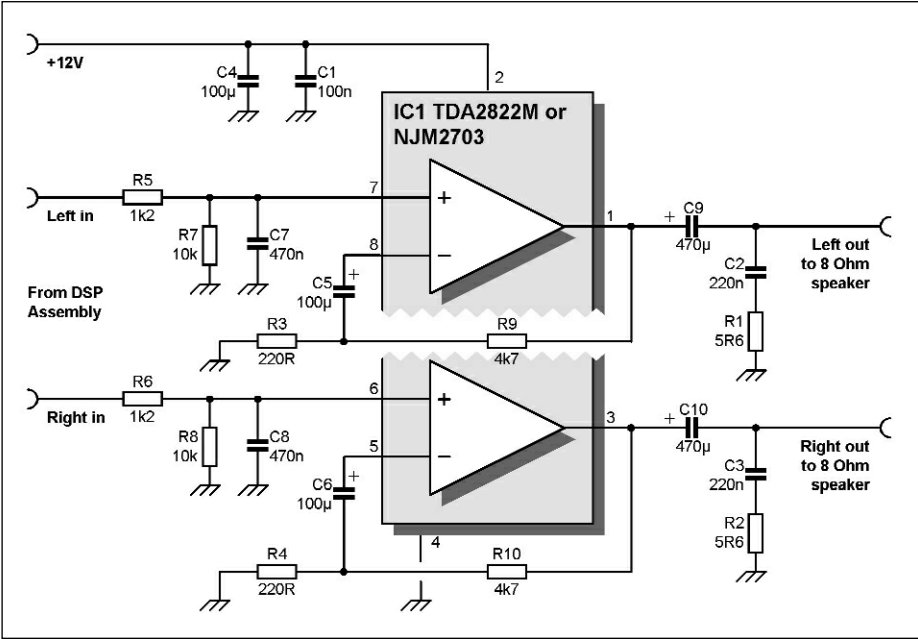 +12V
C4
100µ
C1
100n
2
IC1 TDA2822M or
NJM2703
R5
1k2
Left in
R7
10k
C7
470n
7
+
8
−
1
C5
+
100µ
+
C9
470µ
C2
220n
R1
5R6
Left out
to 8 Ohm
speaker
From DSP
Assembly
R3
220R
R9
4k7
R6
1k2
Right in
R8
10k
C8
470n
6
+
5
−
3
C6
+
100µ
+
C10
470µ
C3
220n
R2
5R6
Right out
to 8 Ohm
speaker
4
R4
220R
R10
4k7